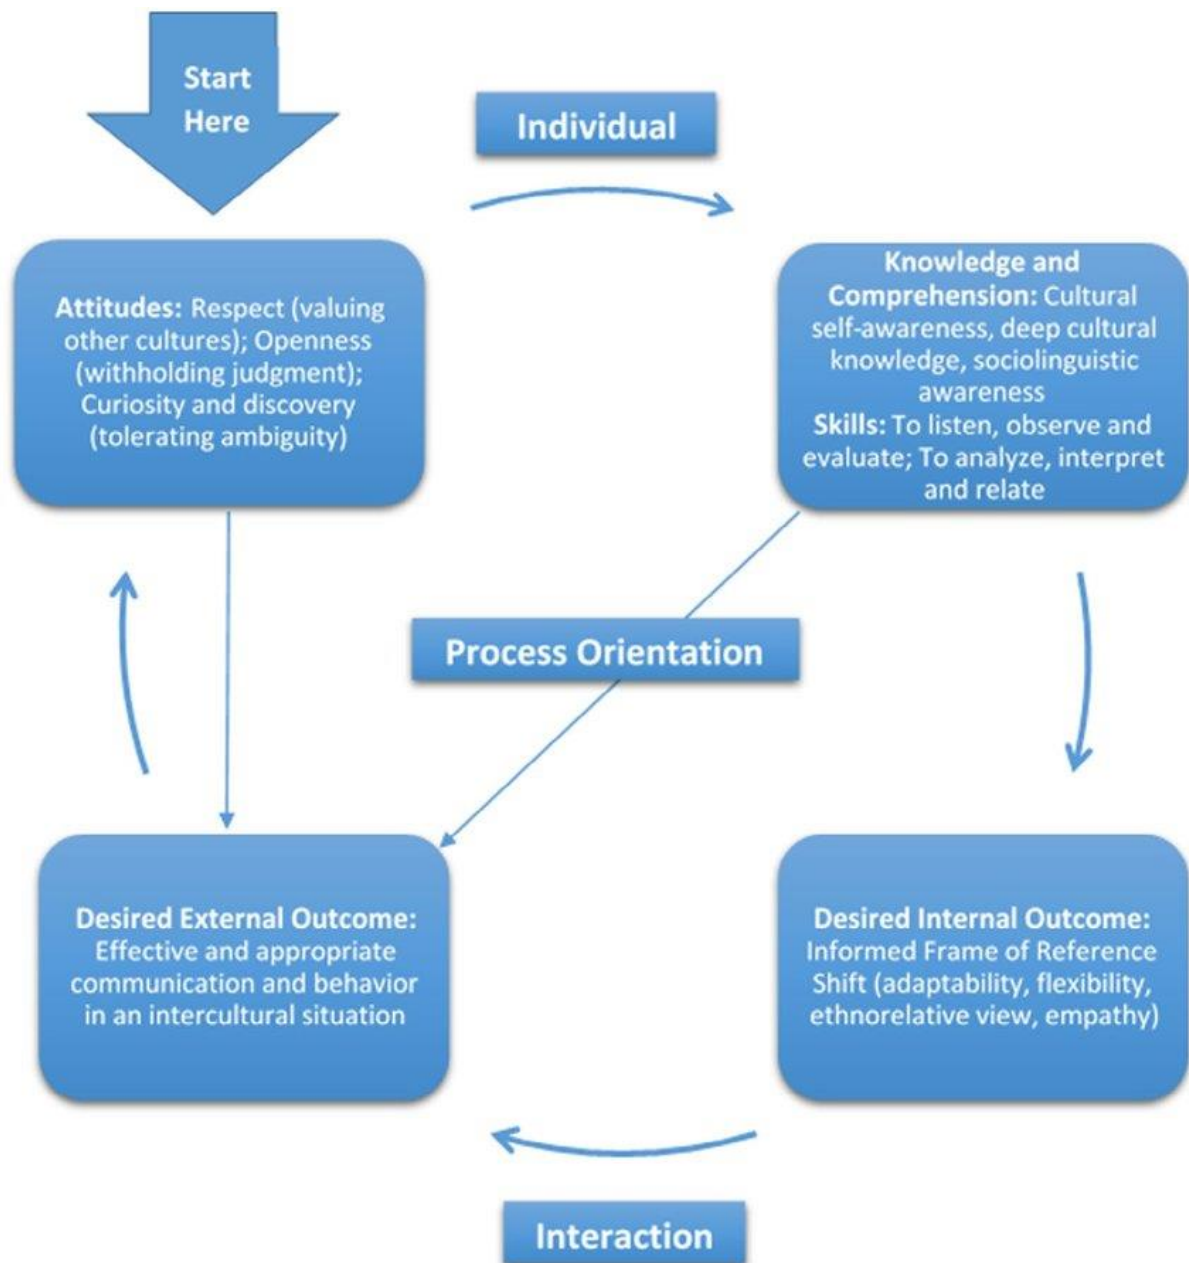 Start
Here
Individual
Attitudes: Respect (valuing
other cultures); Openness
(withholding judgment);
Curiosity and discovery
(tolerating ambiguity)
Knowledge and
Comprehension: Cultural
self-awareness, deep cultural
knowledge, sociolinguistic
awareness
Skills: To listen, observe and
evaluate; To analyze, interpret
and relate
Process Orientation
Desired External Outcome:
Effective and appropriate
communication and behavior
in an intercultural situation
Desired Internal Outcome:
Informed Frame of Reference
Shift (adaptability, flexibility,
ethnorelative view, empathy)
Interaction